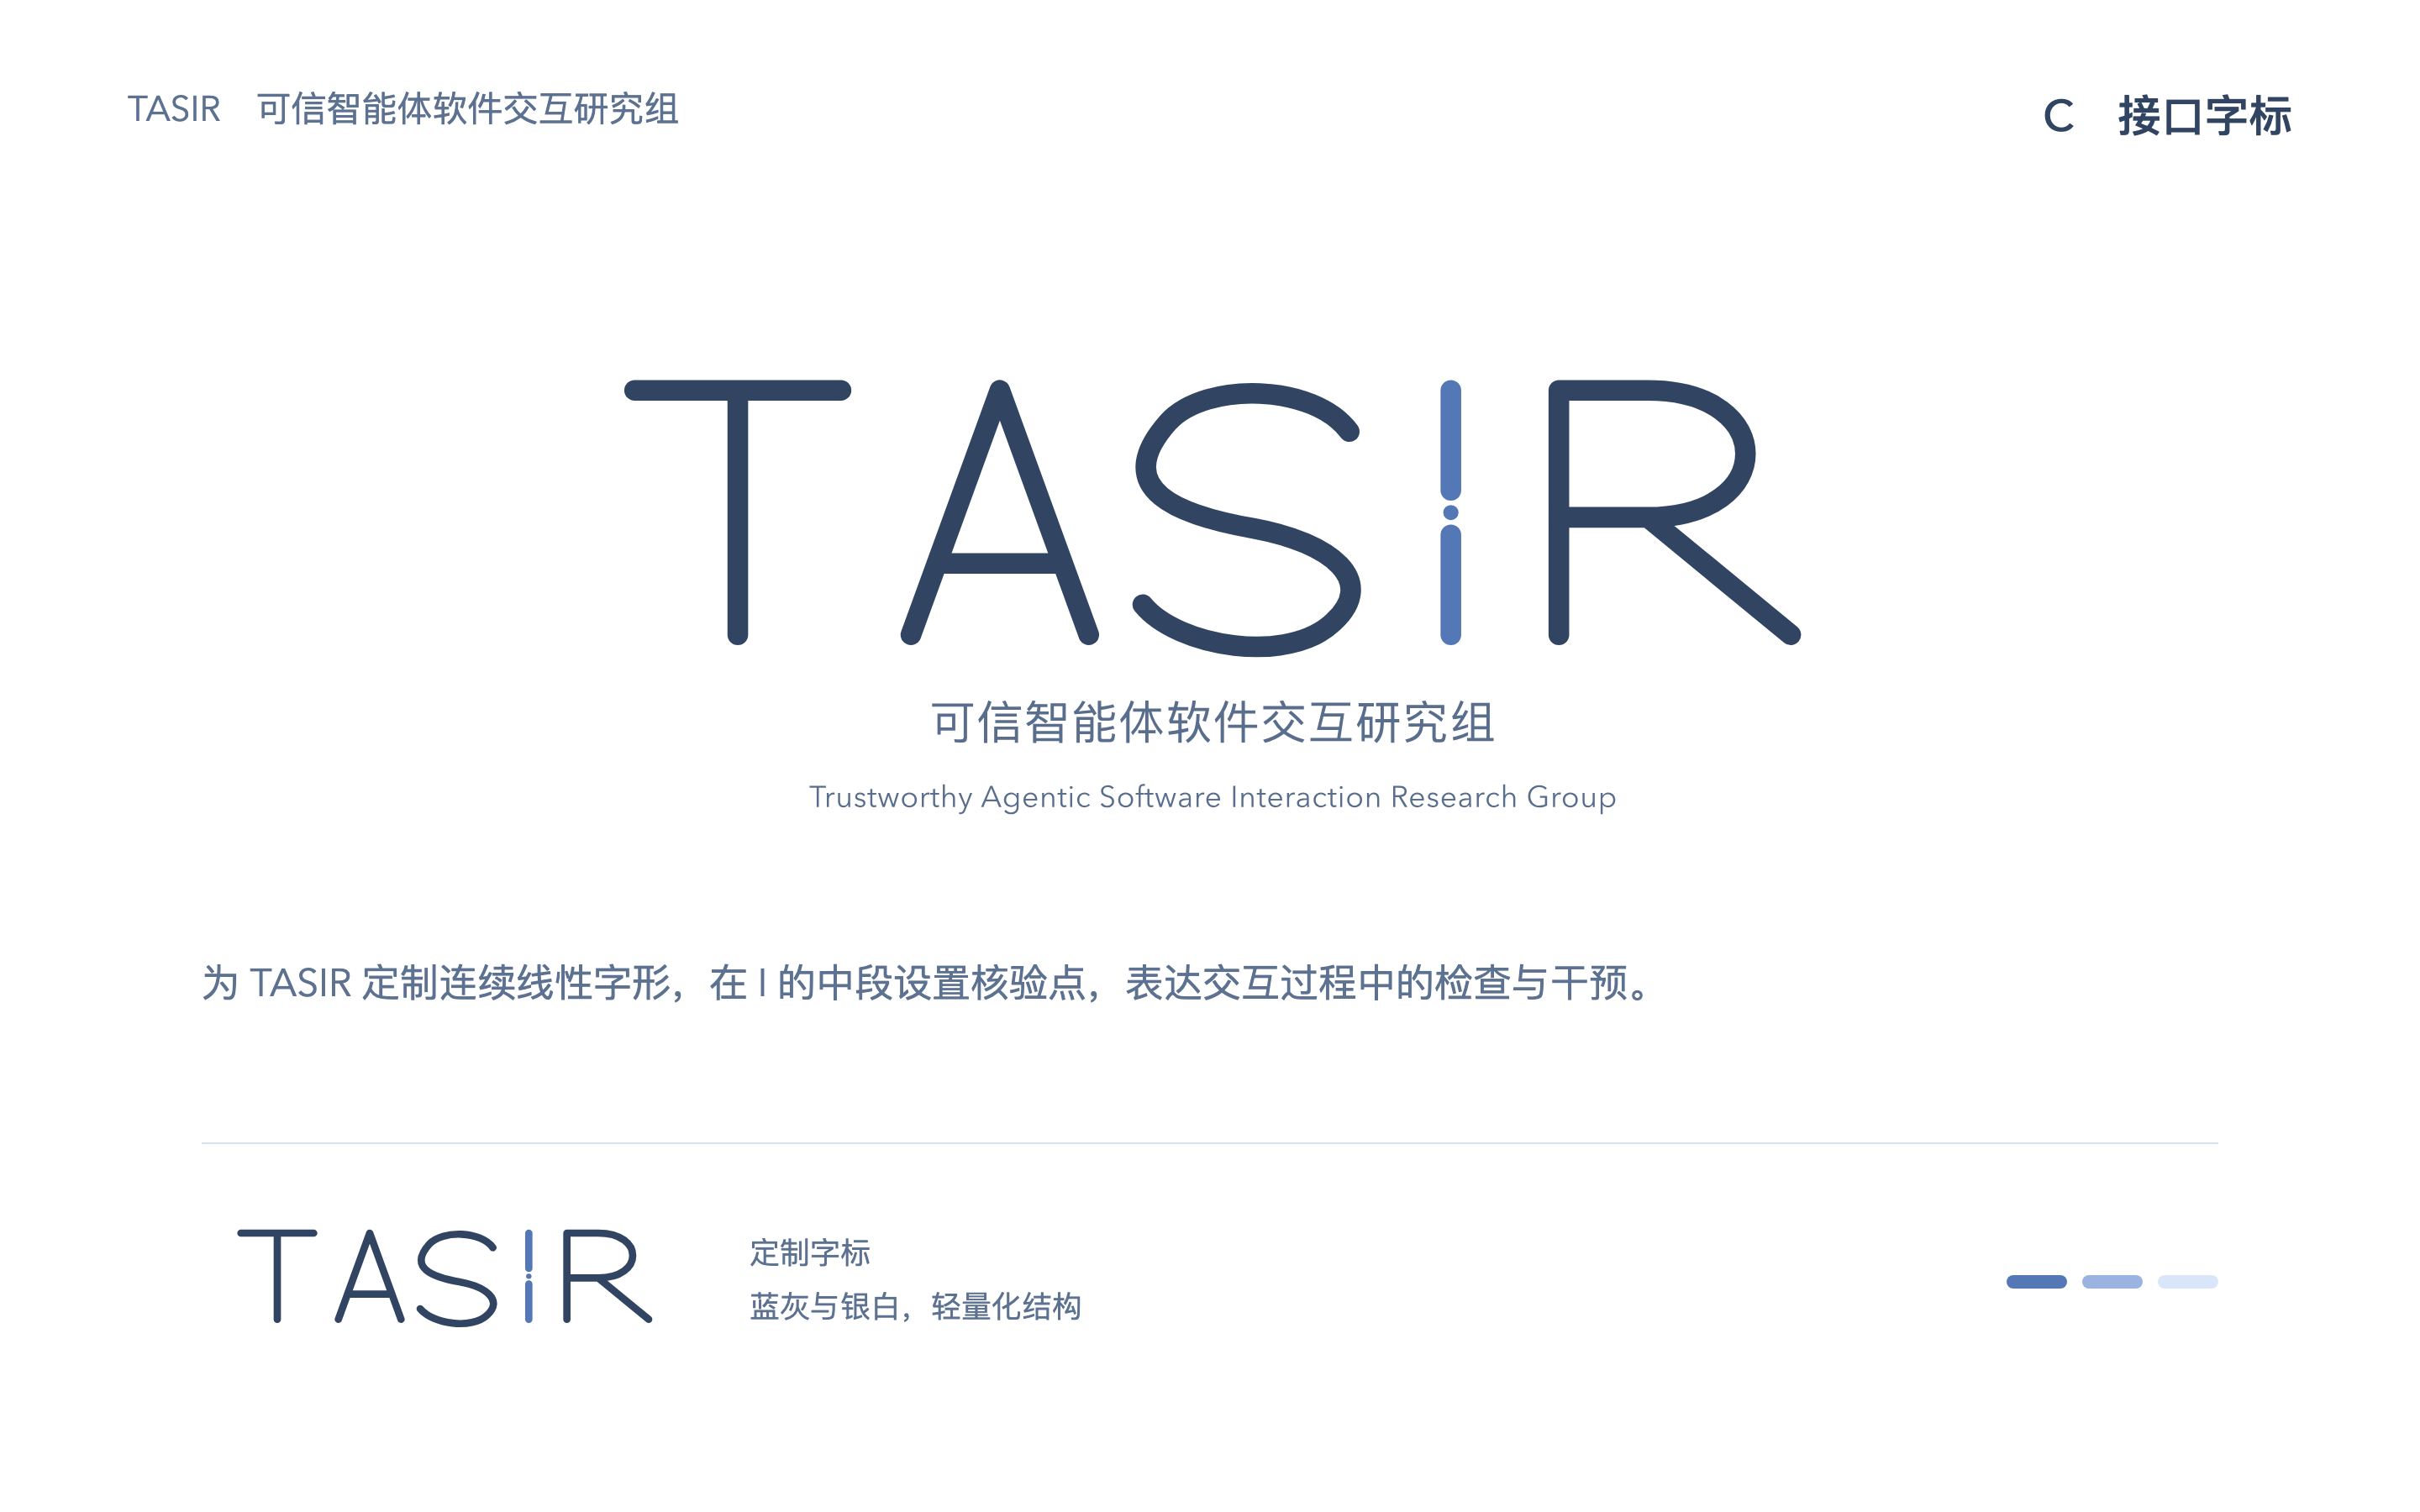 TASIR 可信智能体软件交互研究组
C 接口字标
TASIR
可信智能体软件交互研究组
Trustworthy Agentic Software Interaction Research Group
为 TASIR 定制连续线性字形，在 I 的中段设置核验点，表达交互过程中的检查与干预。
TASIR
定制字标
蓝灰与银白，轻量化结构